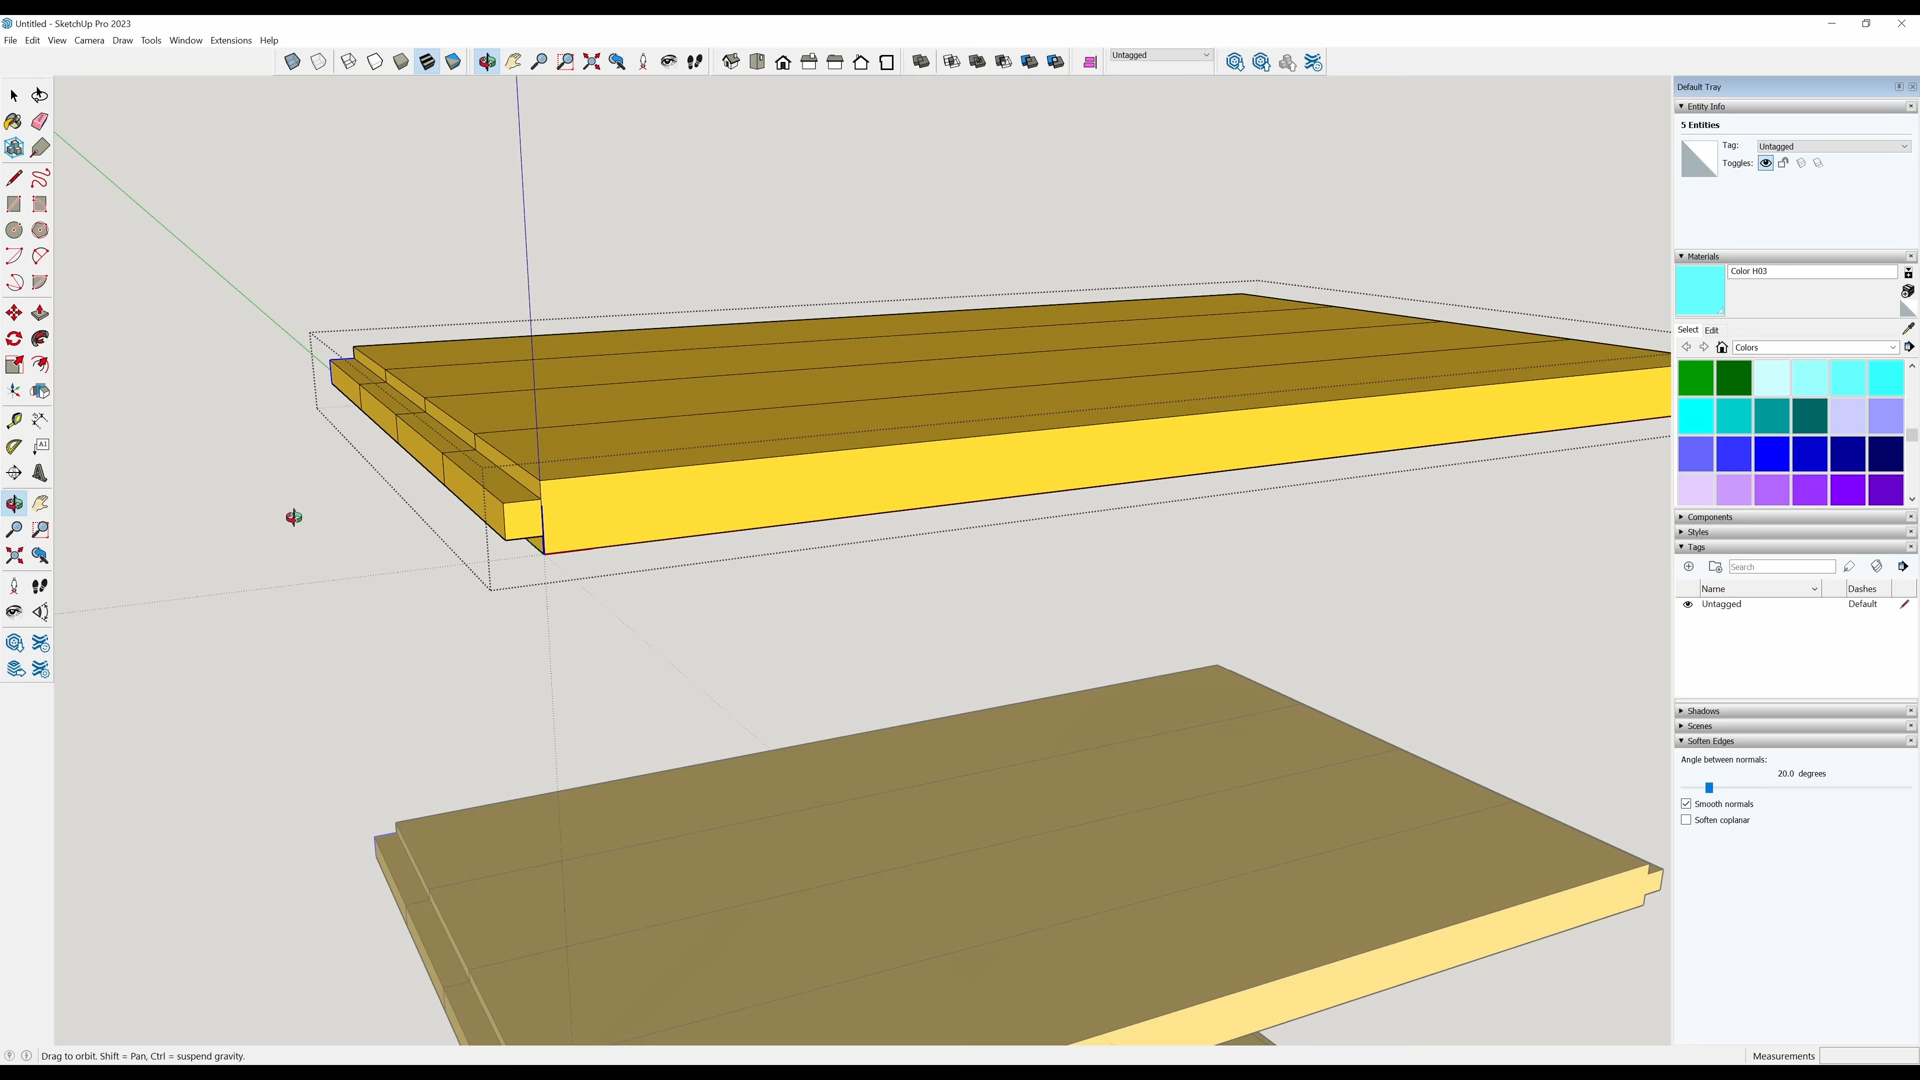 Untitled - SketchUp Pro 2023
File Edit View Camera Draw Tools Window Extensions Help
Untagged
Default Tray
Entity Info
5 Entities
Tag: Untagged
Toggles:
Materials
Color H03
Select Edit
Colors
Components
Styles
Tags
Search
Name Dashes
Untagged Default
Shadows
Scenes
Soften Edges
Angle between normals:
20.0 degrees
Smooth normals
Soften coplanar
A1
Drag to orbit. Shift = Pan, Ctrl = suspend gravity.
Measurements